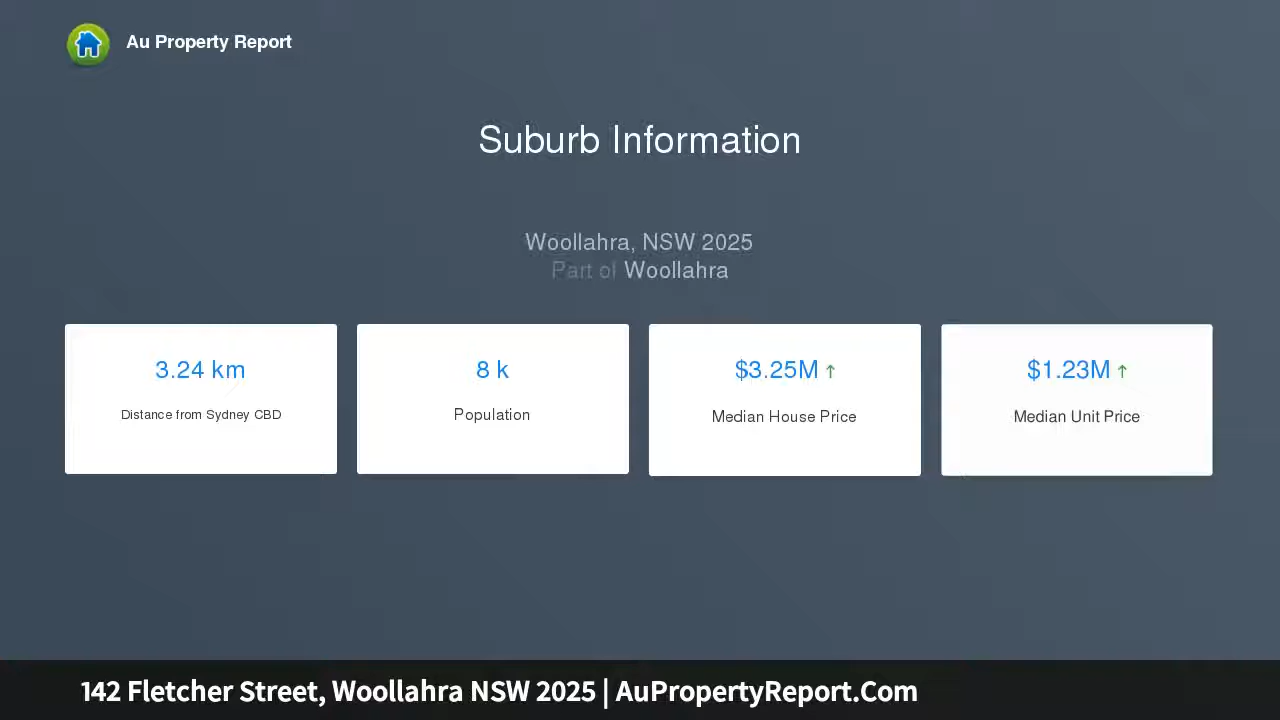 Au Property Report
Suburb Information
Woollahra, NSW 2025
Part of Woollahra
3.24 km
Distance from Sydney CBD
8 k
Population
$3.25M ↑
Median House Price
$1.23M ↑
Median Unit Price
142 Fletcher Street, Woollahra NSW 2025 | AuPropertyReport.Com